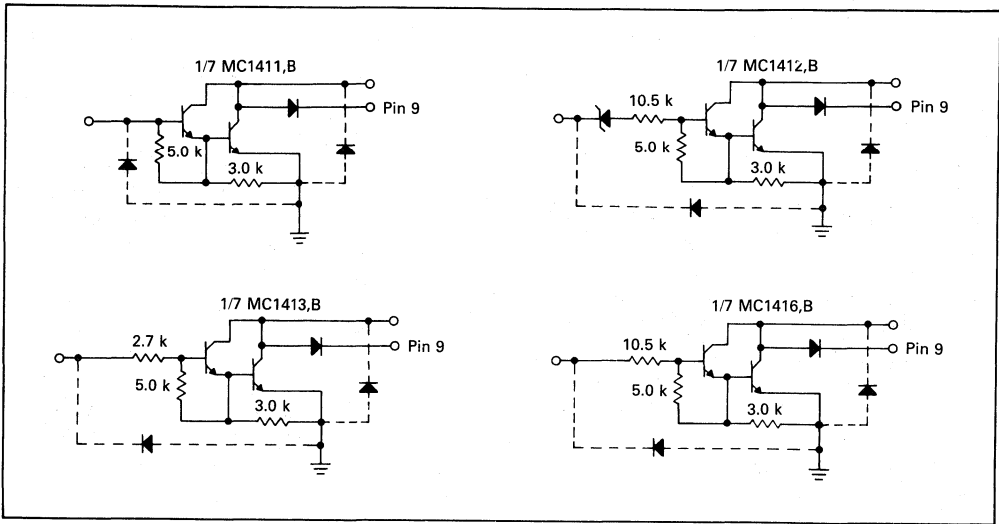 1/7 MC1411,B
Pin 9
5.0 k
3.0 k
1/7 MC1412,B
10.5 k
Pin 9
5.0 k
3.0 k
1/7 MC1413,B
2.7 k
Pin 9
5.0 k
3.0 k
1/7 MC1416,B
10.5 k
Pin 9
5.0 k
3.0 k